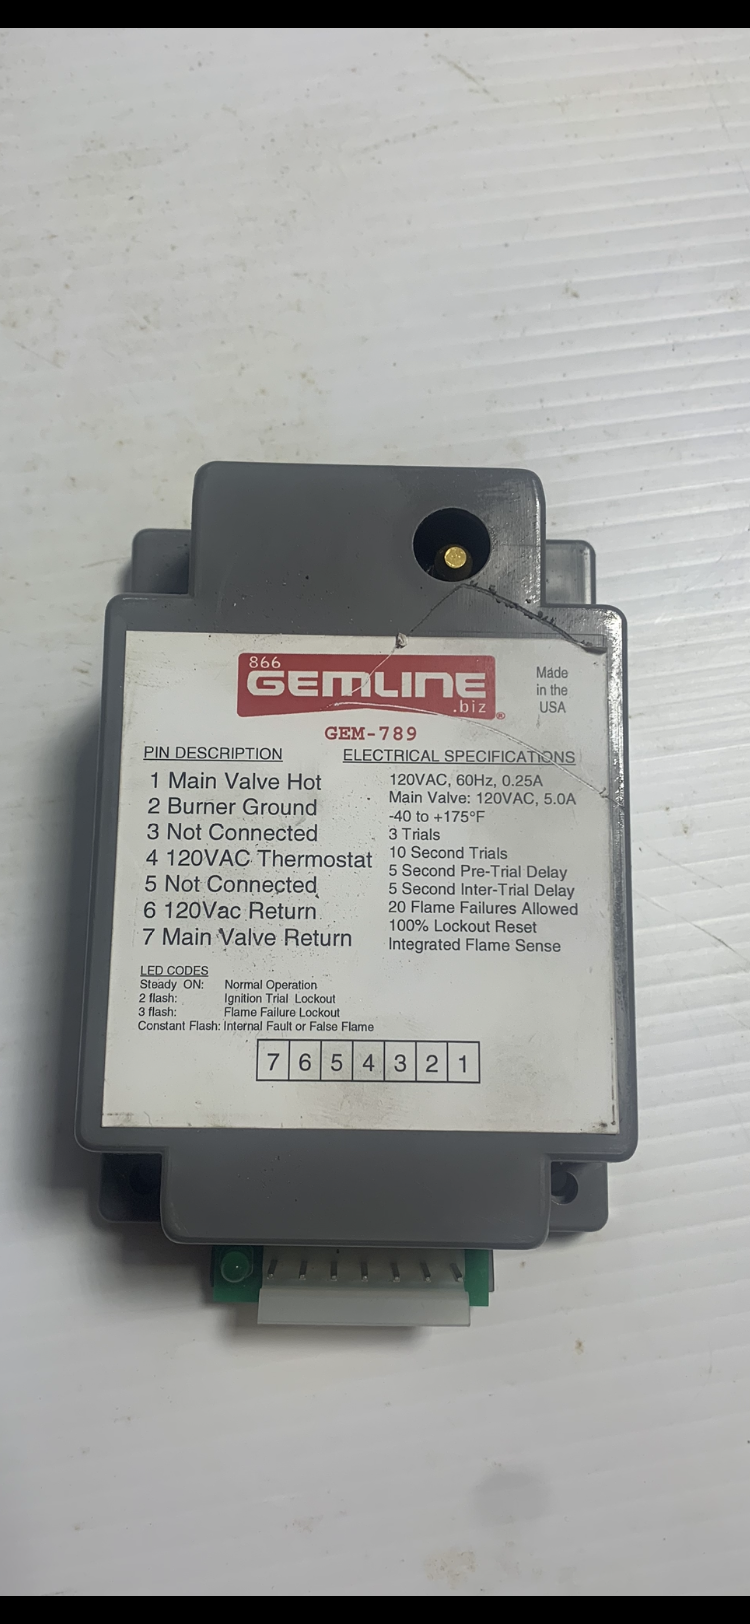 866
GEMLINE
.biz ®
Made
in the
USA
GEM-789
PIN DESCRIPTION
1 Main Valve Hot
2 Burner Ground
3 Not Connected
4 120VAC Thermostat
5 Not Connected
6 120Vac Return
7 Main Valve Return
ELECTRICAL SPECIFICATIONS
120VAC, 60Hz, 0.25A
Main Valve: 120VAC, 5.0A
-40 to +175°F
3 Trials
10 Second Trials
5 Second Pre-Trial Delay
5 Second Inter-Trial Delay
20 Flame Failures Allowed
100% Lockout Reset
Integrated Flame Sense
LED CODES
Steady ON: Normal Operation
2 flash: Ignition Trial Lockout
3 flash: Flame Failure Lockout
Constant Flash: Internal Fault or False Flame
7 6 5 4 3 2 1